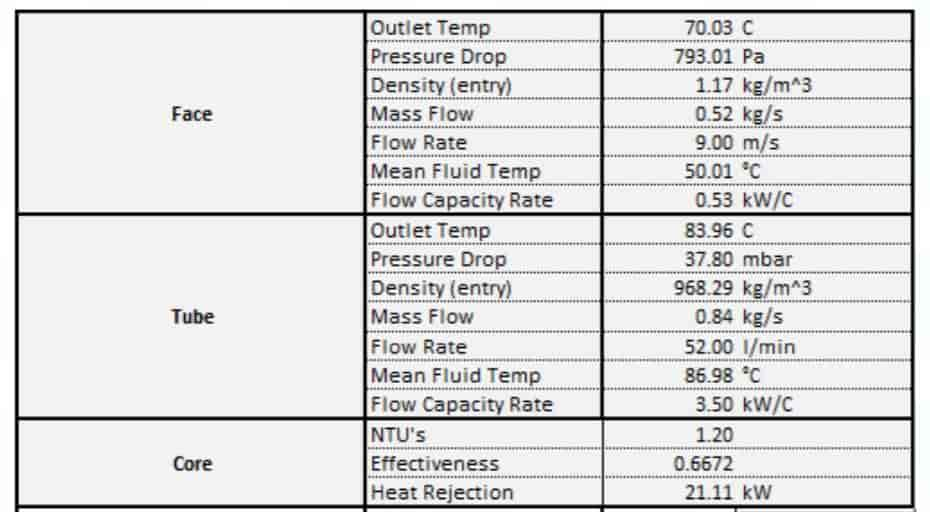 Face
Outlet Temp 70.03 C
Pressure Drop 793.01 Pa
Density (entry) 1.17 kg/m^3
Mass Flow 0.52 kg/s
Flow Rate 9.00 m/s
Mean Fluid Temp 50.01 °C
Flow Capacity Rate 0.53 kW/C
Tube
Outlet Temp 83.96 C
Pressure Drop 37.80 mbar
Density (entry) 968.29 kg/m^3
Mass Flow 0.84 kg/s
Flow Rate 52.00 l/min
Mean Fluid Temp 86.98 °C
Flow Capacity Rate 3.50 kW/C
Core
NTU's 1.20
Effectiveness 0.6672
Heat Rejection 21.11 kW